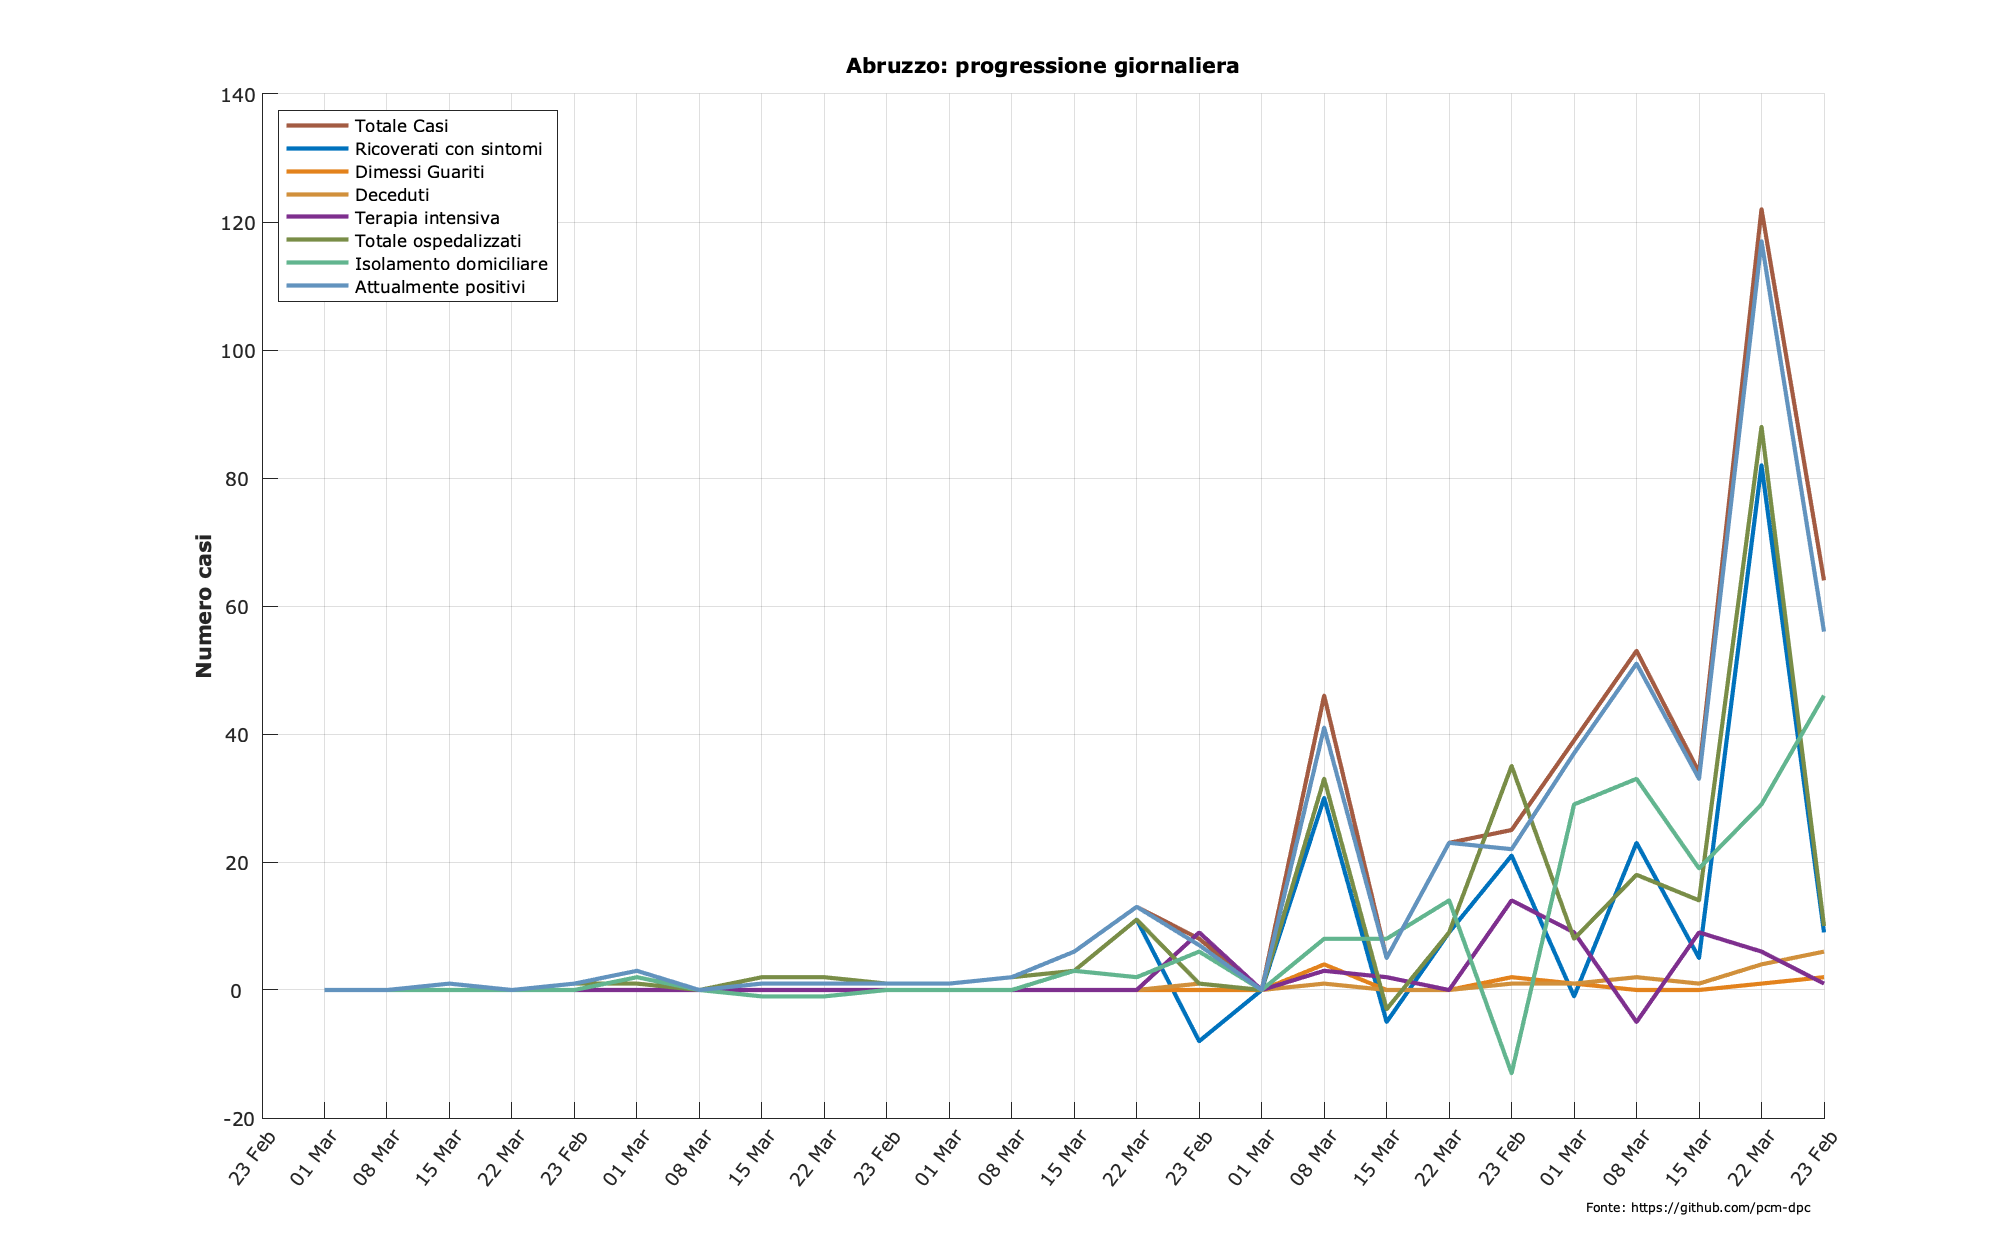 Abruzzo: progressione giornaliera
140
120
100
80
60
40
20
0
-20
Numero casi
Totale Casi
Ricoverati con sintomi
Dimessi Guariti
Deceduti
Terapia intensiva
Totale ospedalizzati
Isolamento domiciliare
Attualmente positivi
23 Feb
01 Mar
08 Mar
15 Mar
22 Mar
23 Feb
01 Mar
08 Mar
15 Mar
22 Mar
23 Feb
01 Mar
08 Mar
15 Mar
22 Mar
23 Feb
01 Mar
08 Mar
15 Mar
22 Mar
23 Feb
01 Mar
08 Mar
15 Mar
22 Mar
23 Feb
Fonte: https://github.com/pcm-dpc